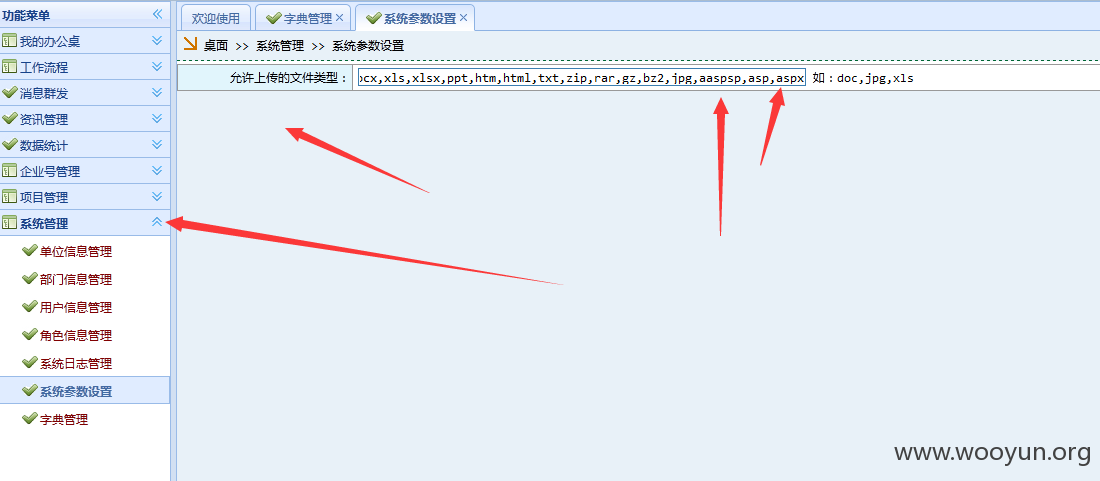 功能菜单
欢迎使用 字典管理 系统参数设置
我的办公桌
桌面 >> 系统管理 >> 系统参数设置
工作流程
允许上传的文件类型: ocx,xls,xlsx,ppt,htm,html,txt,zip,rar,gz,bz2,jpg,aaspsp,asp,aspx 如:doc,jpg,xls
消息群发
资讯管理
数据统计
企业号管理
项目管理
系统管理
单位信息管理
部门信息管理
用户信息管理
角色信息管理
系统日志管理
系统参数设置
字典管理
www.wooyun.org